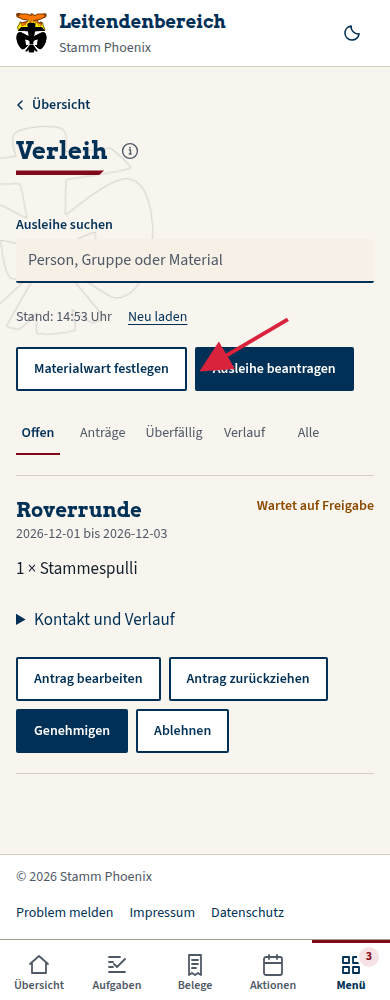 Leitendenbereich
Stamm Phoenix
Übersicht
Verleih
Ausleihe suchen
Person, Gruppe oder Material
Stand: 14:53 Uhr Neu laden
Materialwart festlegen Ausleihe beantragen
Offen Anträge Überfällig Verlauf Alle
Roverrunde Wartet auf Freigabe
2026-12-01 bis 2026-12-03
1 × Stammespulli
Kontakt und Verlauf
Antrag bearbeiten Antrag zurückziehen
Genehmigen Ablehnen
© 2026 Stamm Phoenix
Problem melden Impressum Datenschutz
3
Übersicht Aufgaben Belege Aktionen Menü